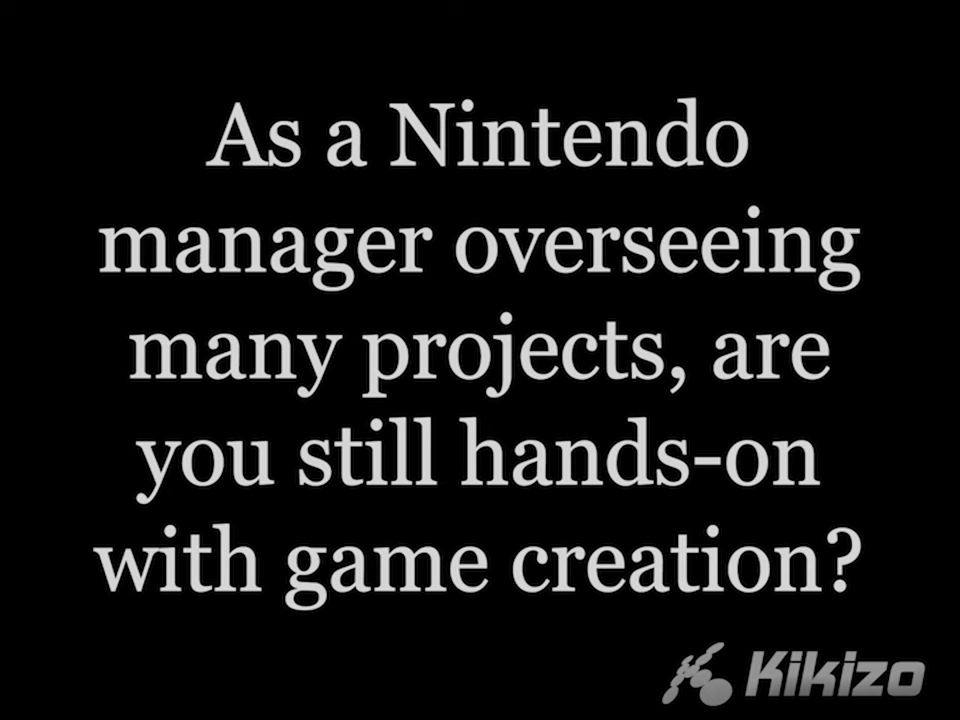 As a Nintendo
manager overseeing
many projects, are
you still hands-on
with game creation?
Kikizo